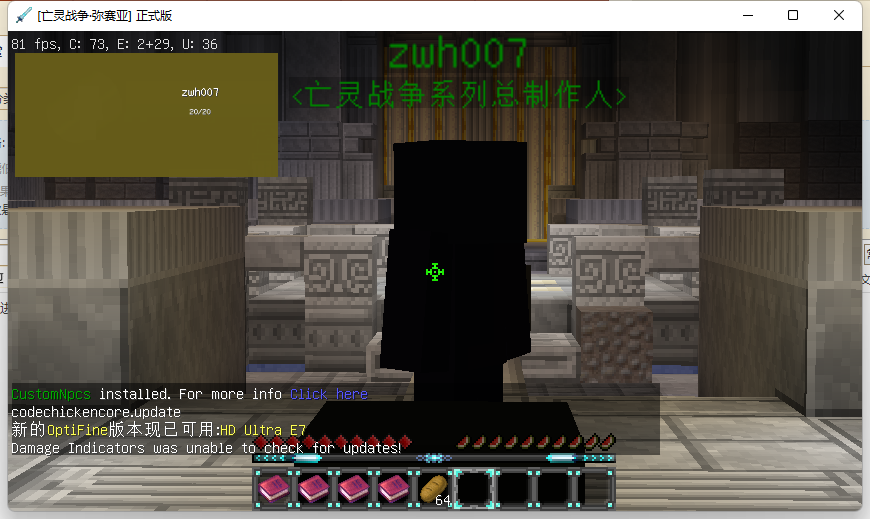 [亡灵战争·弥赛亚] 正式版
81 fps, C: 73, E: 2+29, U: 36
zwh007
<亡灵战争系列总制作人>
zwh007
20/20
CustomNpcs installed. For more info Click here
codechickencore.update
新的OptiFine版本现已可用:HD Ultra E7
Damage Indicators was unable to check for updates!
64